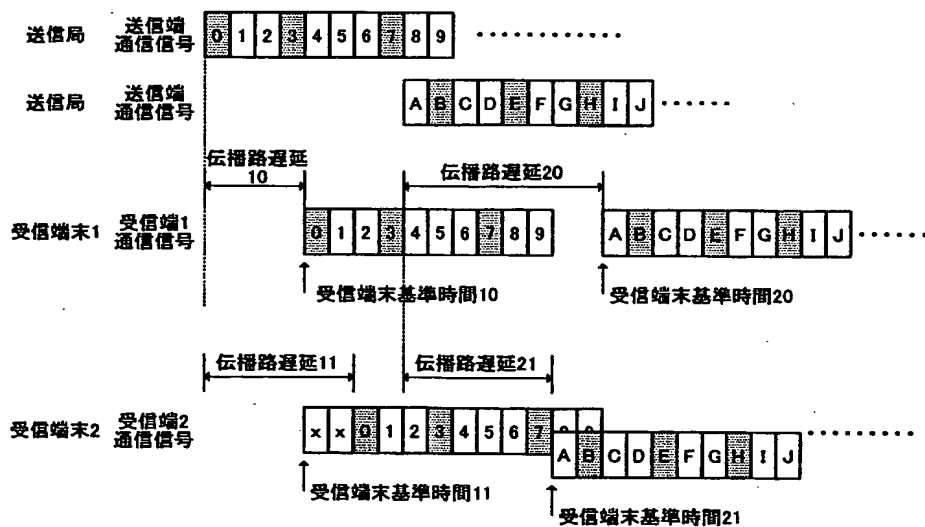 送信局 送信端 通信信号 0 1 2 3 4 5 6 7 8 9 ・・・・・・・・・・・・・
送信局 送信端 通信信号 A B C D E F G H I J ・・・・・・
伝播路遅延 10
伝播路遅延20
受信端末1 受信端1 通信信号 0 1 2 3 4 5 6 7 8 9
A B C D E F G H I J ・・・・・・
受信端末基準時間10
受信端末基準時間20
伝播路遅延11
伝播路遅延21
受信端末2 受信端2 通信信号 x x 0 1 2 3 4 5 6 7
A B C D E F G H I J ・・・・・・・・・・
受信端末基準時間11
受信端末基準時間21